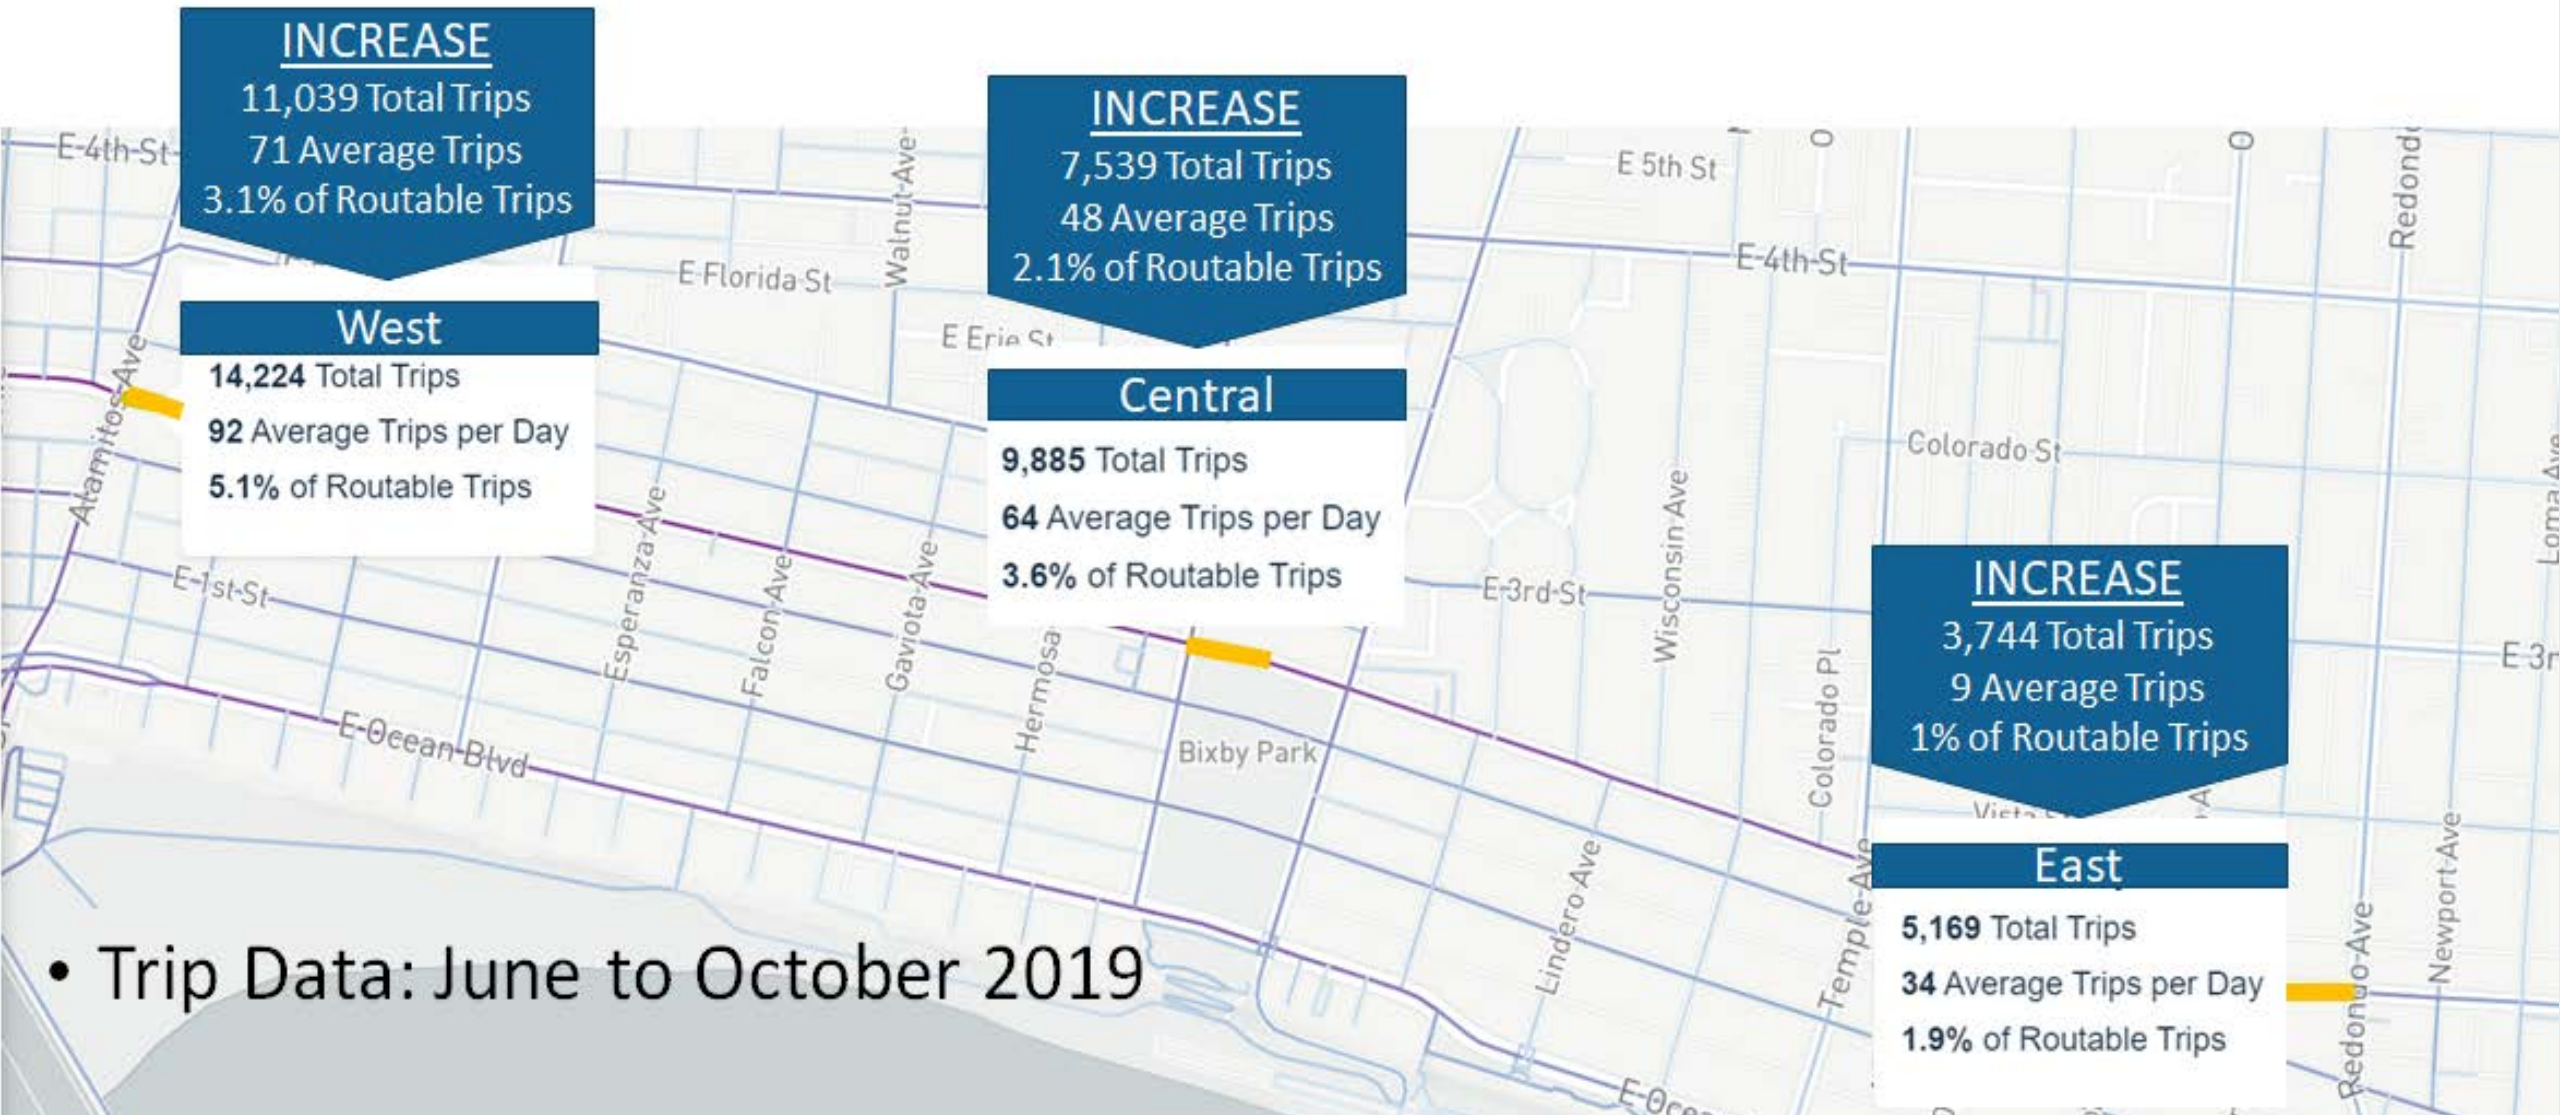 INCREASE
11,039 Total Trips
71 Average Trips
3.1% of Routable Trips
West
14,224 Total Trips
92 Average Trips per Day
5.1% of Routable Trips
INCREASE
7,539 Total Trips
48 Average Trips
2.1% of Routable Trips
Central
9,885 Total Trips
64 Average Trips per Day
3.6% of Routable Trips
INCREASE
3,744 Total Trips
9 Average Trips
1% of Routable Trips
East
5,169 Total Trips
34 Average Trips per Day
1.9% of Routable Trips
E 4th St
Alamitos Ave
E 1st St
E Ocean Blvd
E Florida St
Walnut Ave
E Erie St
Esperanza Ave
Falcon Ave
Gaviota Ave
Hermosa
Bixby Park
E 5th St
E 4th St
Colorado St
E 3rd St
Wisconsin Ave
Colorado Pl
Lindero Ave
Temple Ave
Redondo Ave
Newport Ave
Loma Ave
• Trip Data: June to October 2019